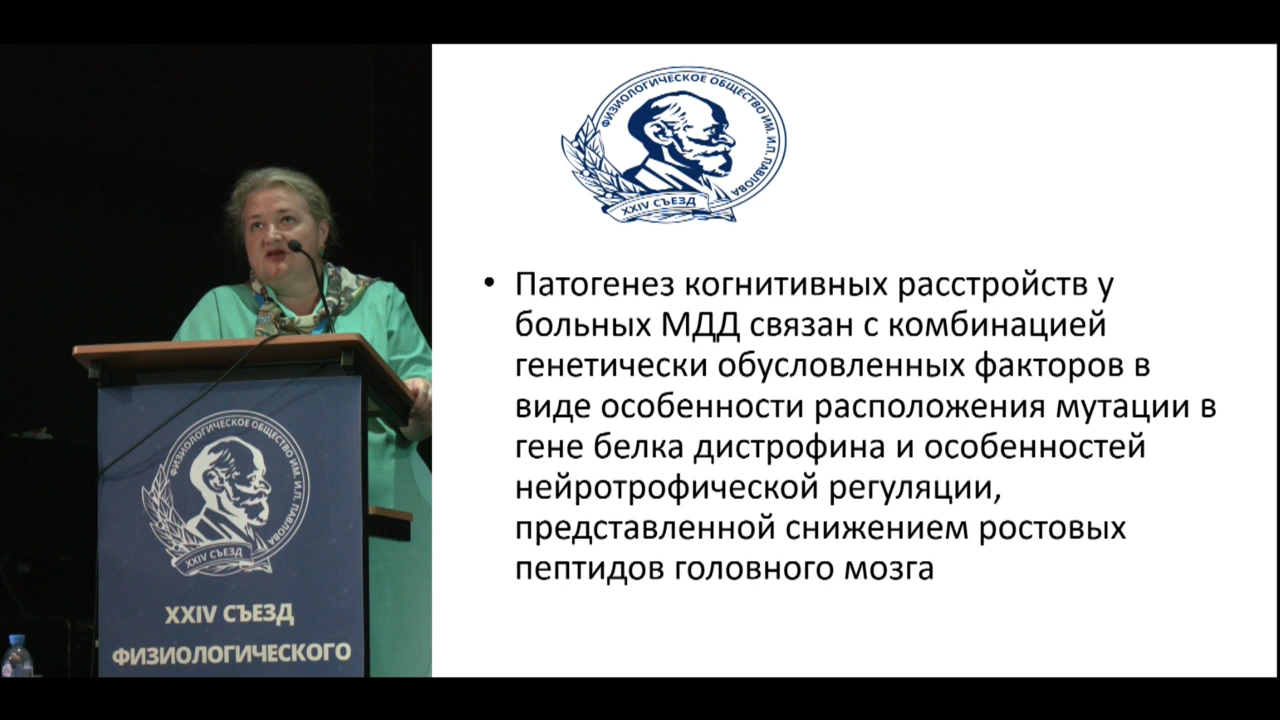 ФИЗИОЛОГИЧЕСКОЕ ОБЩЕСТВО ИМ. И.П. ПАВЛОВА
XXIV СЪЕЗД
• Патогенез когнитивных расстройств у
больных МДД связан с комбинацией
генетически обусловленных факторов в
виде особенности расположения мутации в
гене белка дистрофина и особенностей
нейротрофической регуляции,
представленной снижением ростовых
пептидов головного мозга
ФИЗИОЛОГИЧЕСКОЕ ОБЩЕСТВО ИМ. И.П. ПАВЛОВА
XXIV СЪЕЗД
XXIV СЪЕЗД
ФИЗИОЛОГИЧЕСКОГО